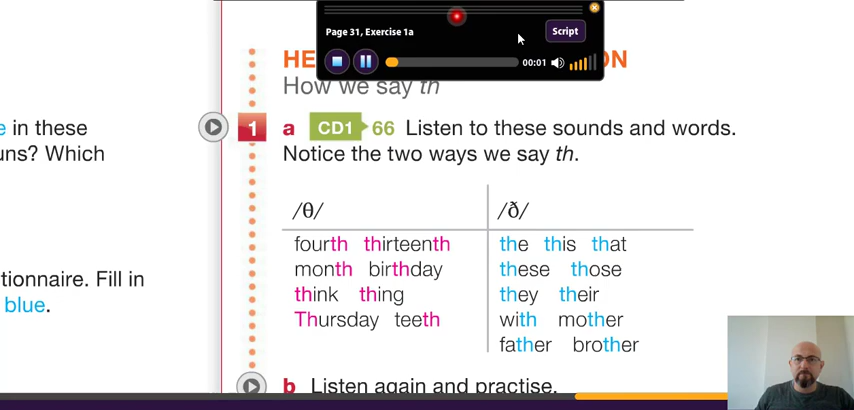 Page 31, Exercise 1a
Script
00:01
HE
ON
How we say th
e in these
uns? Which
1 a CD1 66 Listen to these sounds and words.
Notice the two ways we say th.
/θ/ /ð/
fourth thirteenth the this that
month birthday these those
think thing they their
Thursday teeth with mother
father brother
tionnaire. Fill in
blue.
b Listen again and practise.